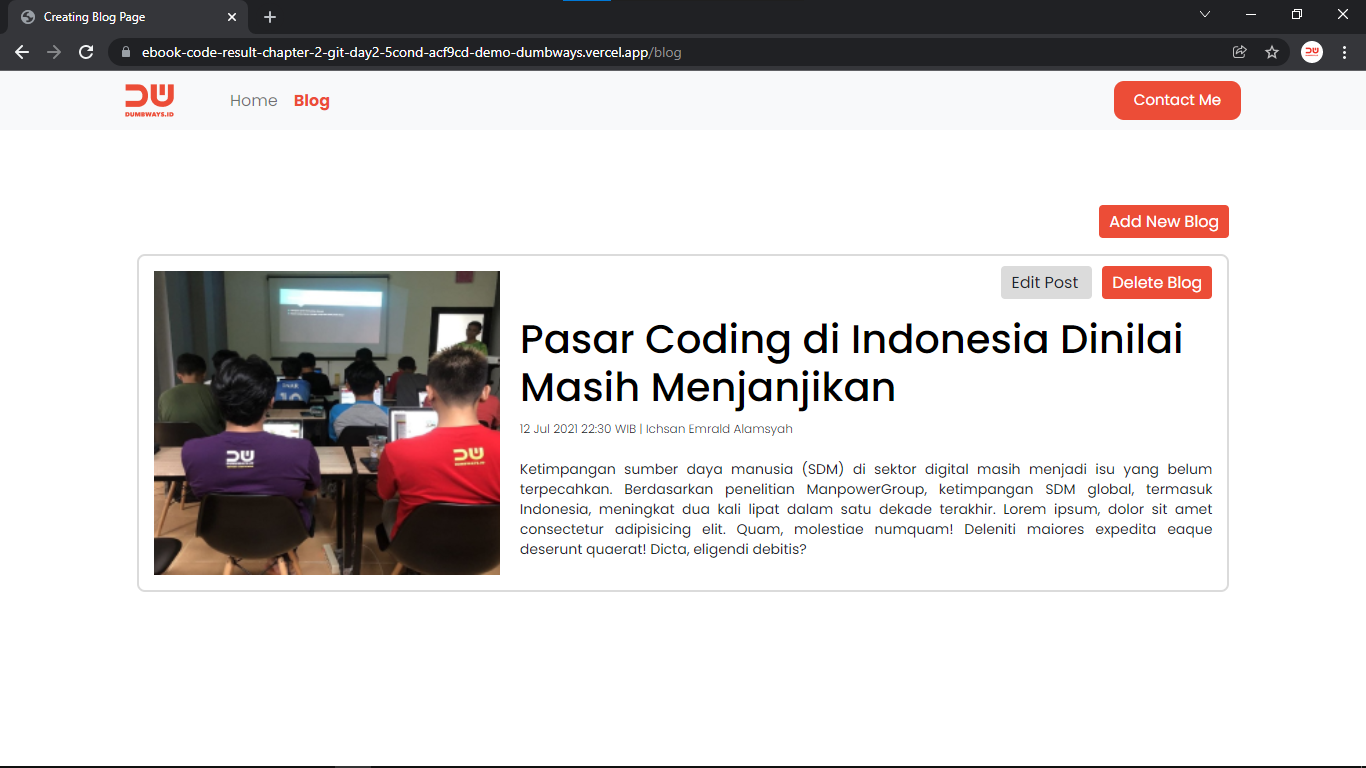 Creating Blog Page
ebook-code-result-chapter-2-git-day2-5cond-acf9cd-demo-dumbways.vercel.app/blog
DUMBWAYS.ID
Home Blog
Contact Me
Add New Blog
Edit Post Delete Blog
Pasar Coding di Indonesia Dinilai
Masih Menjanjikan
12 Jul 2021 22:30 WIB | Ichsan Emrald Alamsyah
Ketimpangan sumber daya manusia (SDM) di sektor digital masih menjadi isu yang belum
terpecahkan. Berdasarkan penelitian ManpowerGroup, ketimpangan SDM global, termasuk
Indonesia, meningkat dua kali lipat dalam satu dekade terakhir. Lorem ipsum, dolor sit amet
consectetur adipisicing elit. Quam, molestiae numquam! Deleniti maiores expedita eaque
deserunt quaerat! Dicta, eligendi debitis?